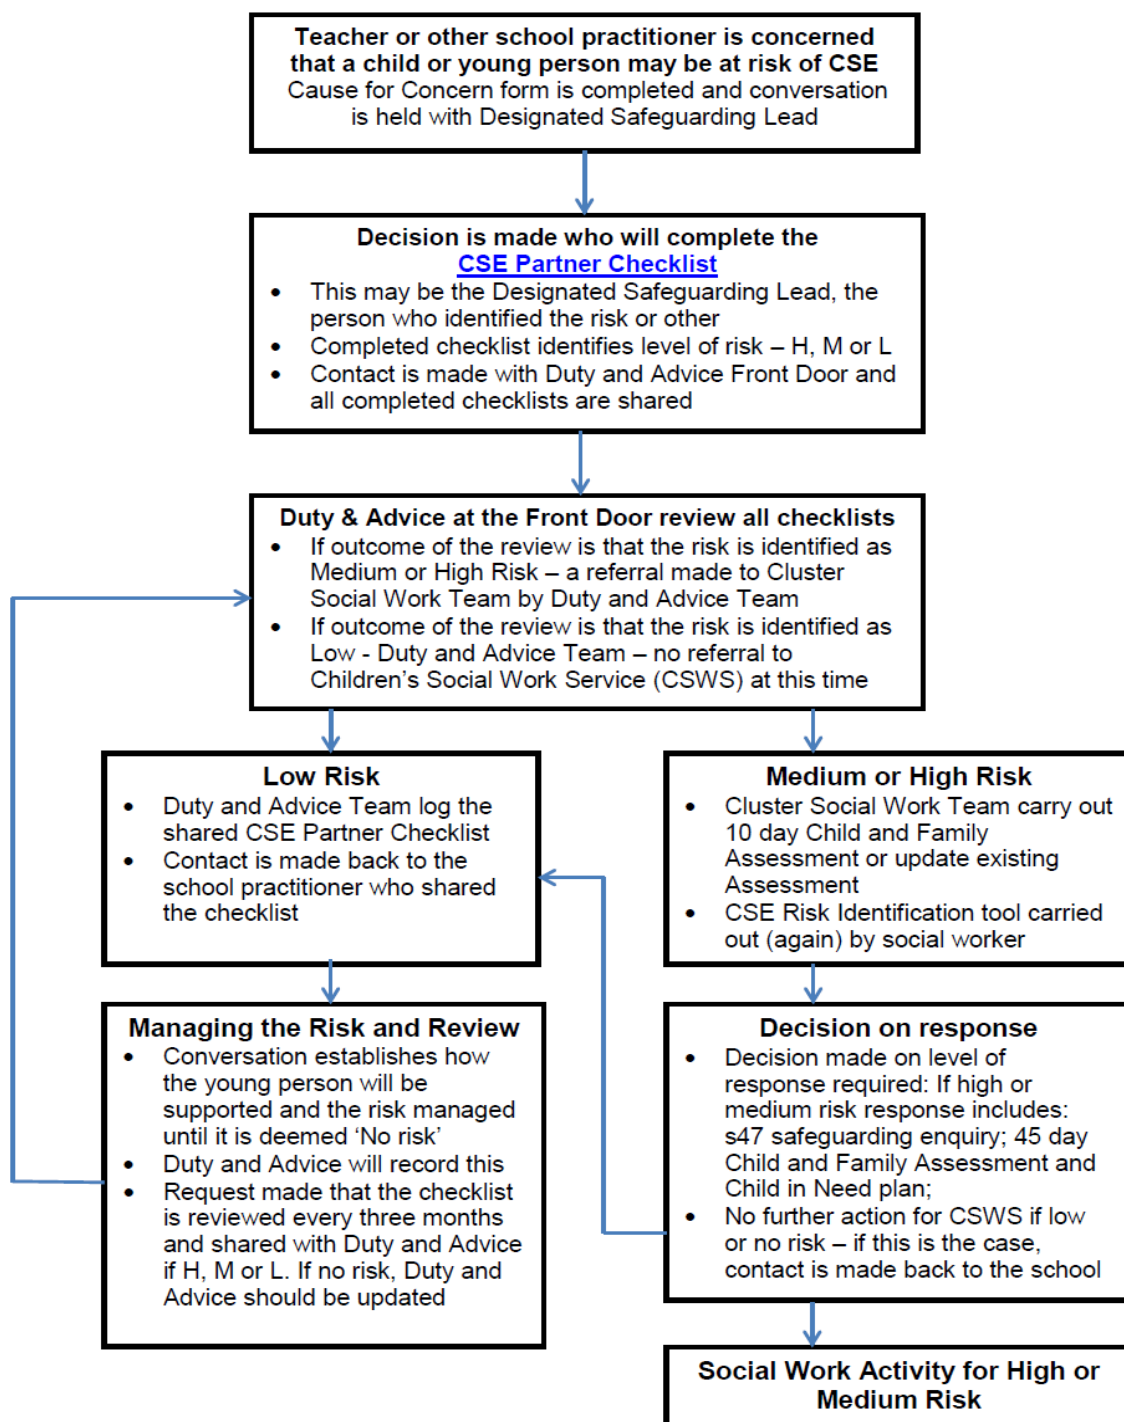 Teacher or other school practitioner is concerned
that a child or young person may be at risk of CSE
Cause for Concern form is completed and conversation
is held with Designated Safeguarding Lead
Decision is made who will complete the
CSE Partner Checklist
• This may be the Designated Safeguarding Lead, the
person who identified the risk or other
• Completed checklist identifies level of risk – H, M or L
• Contact is made with Duty and Advice Front Door and
all completed checklists are shared
Duty & Advice at the Front Door review all checklists
• If outcome of the review is that the risk is identified as
Medium or High Risk – a referral made to Cluster
Social Work Team by Duty and Advice Team
• If outcome of the review is that the risk is identified as
Low - Duty and Advice Team – no referral to
Children's Social Work Service (CSWS) at this time
Low Risk
• Duty and Advice Team log the
shared CSE Partner Checklist
• Contact is made back to the
school practitioner who shared
the checklist
Medium or High Risk
• Cluster Social Work Team carry out
10 day Child and Family
Assessment or update existing
Assessment
• CSE Risk Identification tool carried
out (again) by social worker
Managing the Risk and Review
• Conversation establishes how
the young person will be
supported and the risk managed
until it is deemed 'No risk'
• Duty and Advice will record this
• Request made that the checklist
is reviewed every three months
and shared with Duty and Advice
if H, M or L. If no risk, Duty and
Advice should be updated
Decision on response
• Decision made on level of
response required: If high or
medium risk response includes:
s47 safeguarding enquiry; 45 day
Child and Family Assessment and
Child in Need plan;
• No further action for CSWS if low
or no risk – if this is the case,
contact is made back to the school
Social Work Activity for High or
Medium Risk